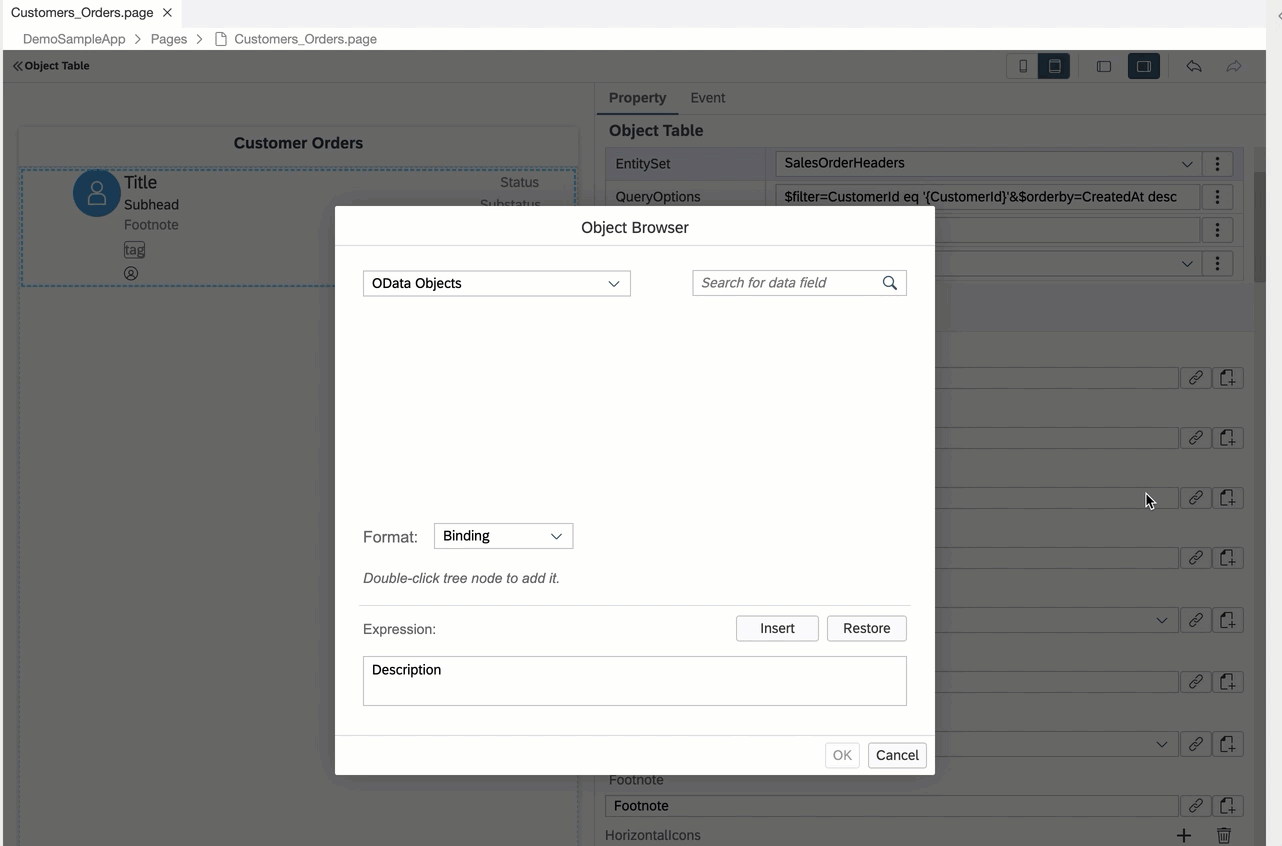 Customers_Orders.page
DemoSampleApp > Pages > Customers_Orders.page
Object Table
Property Event
Object Table
Customer Orders
EntitySet SalesOrderHeaders
Title Status
QueryOptions $filter=CustomerId eq '{CustomerId}'&$orderby=CreatedAt desc
Subhead Substatus
Footnote
tag
Object Browser
OData Objects
Search for data field
Format: Binding
Double-click tree node to add it.
Expression: Insert Restore
Description
OK Cancel
Footnote
Footnote
HorizontalIcons